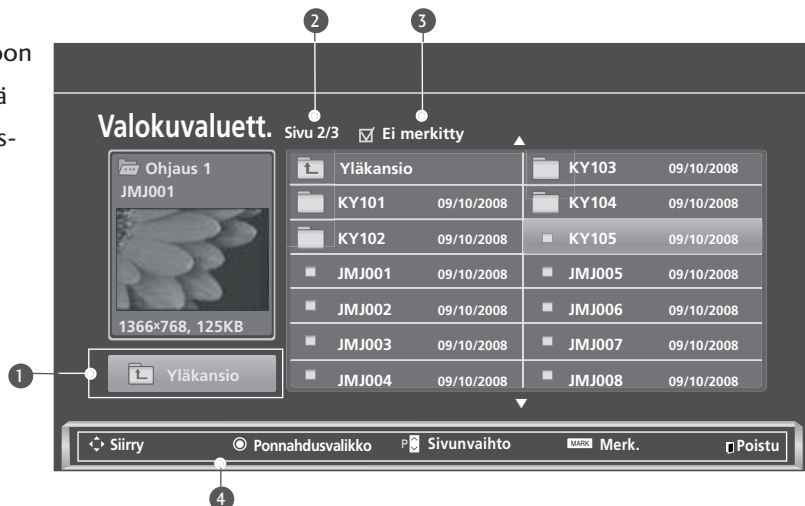 2 3
oon
ä
s-
Valokuvaluett. Sivu 2/3 Ei merkitty
Ohjaus 1
JMJ001
1366x768, 125KB
Yläkansio
KY101 09/10/2008
KY102 09/10/2008
JMJ001 09/10/2008
JMJ002 09/10/2008
JMJ003 09/10/2008
JMJ004 09/10/2008
KY103 09/10/2008
KY104 09/10/2008
KY105 09/10/2008
JMJ005 09/10/2008
JMJ006 09/10/2008
JMJ007 09/10/2008
JMJ008 09/10/2008
1 Yläkansio
Siirry Ponnahdusvalikko P Sivunvaihto MARK Merk. Poistu
4